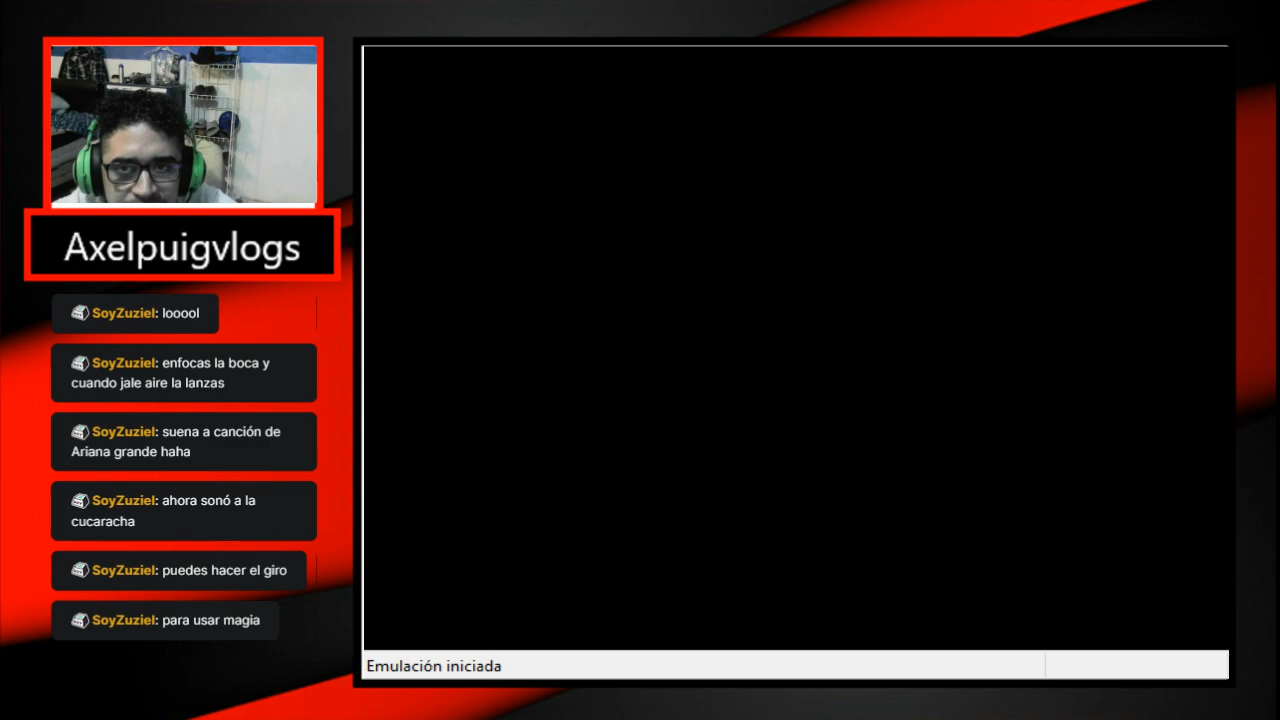 Axelpuigvlogs
SoyZuziel: looool
SoyZuziel: enfocas la boca y
cuando jale aire la lanzas
SoyZuziel: suena a canción de
Ariana grande haha
SoyZuziel: ahora sonó a la
cucaracha
SoyZuziel: puedes hacer el giro
SoyZuziel: para usar magia
Emulación iniciada